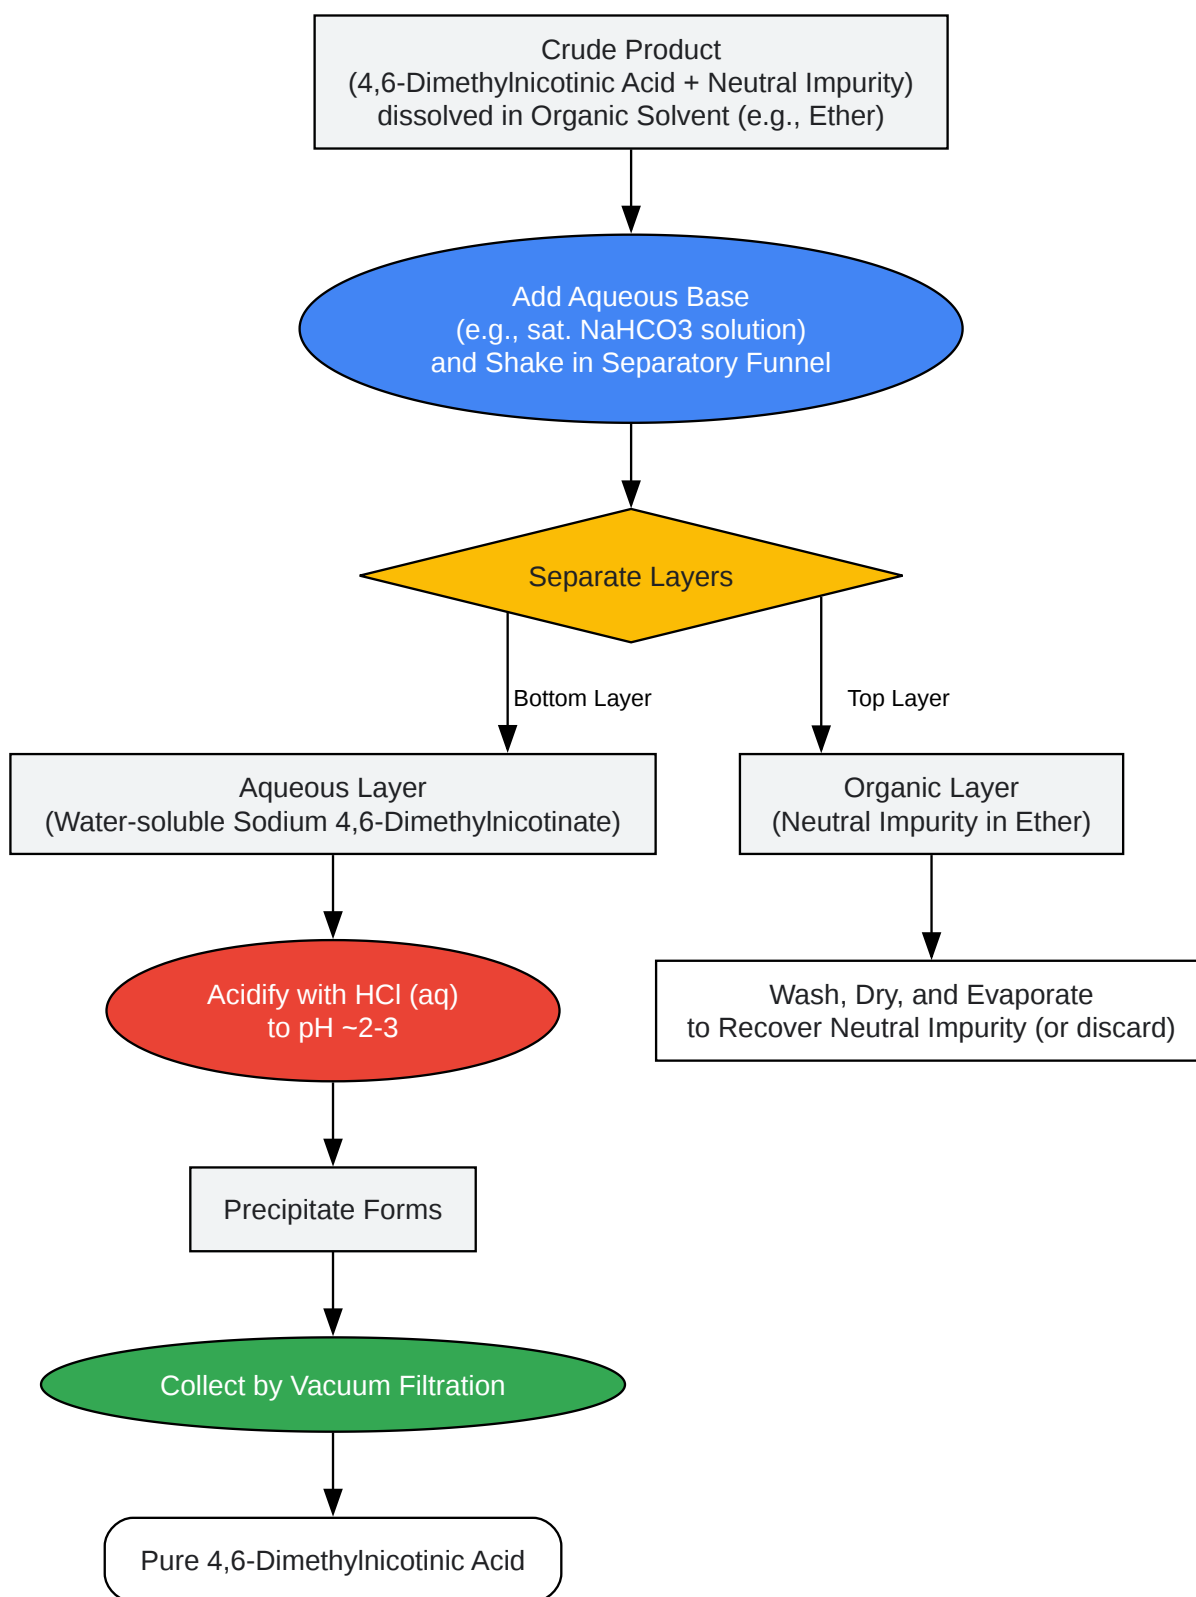 Crude Product
(4,6-Dimethylnicotinic Acid + Neutral Impurity)
dissolved in Organic Solvent (e.g., Ether)
Add Aqueous Base
(e.g., sat. NaHCO3 solution)
and Shake in Separatory Funnel
Separate Layers
Bottom Layer
Top Layer
Aqueous Layer
(Water-soluble Sodium 4,6-Dimethylnicotinate)
Organic Layer
(Neutral Impurity in Ether)
Acidify with HCl (aq)
to pH ~2-3
Wash, Dry, and Evaporate
to Recover Neutral Impurity (or discard)
Precipitate Forms
Collect by Vacuum Filtration
Pure 4,6-Dimethylnicotinic Acid